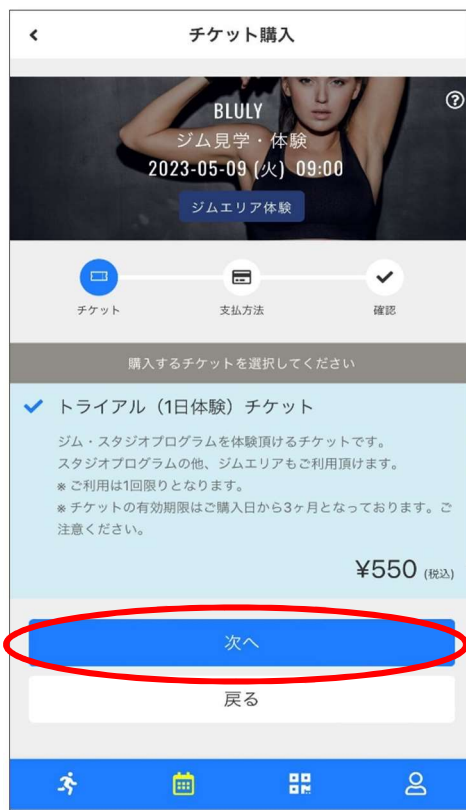 チケット購入
BLULY
ジム見学・体験
2023-05-09 (火) 09:00
ジムエリア体験
チケット
支払方法
確認
購入するチケットを選択してください
トライアル（1日体験）チケット
ジム・スタジオプログラムを体験頂けるチケットです。
スタジオプログラムの他、ジムエリアもご利用頂けます。
※ ご利用は1回限りとなります。
※ チケットの有効期限はご購入日から3ヶ月となっております。ご
注意ください。
¥550 (税込)
次へ
戻る